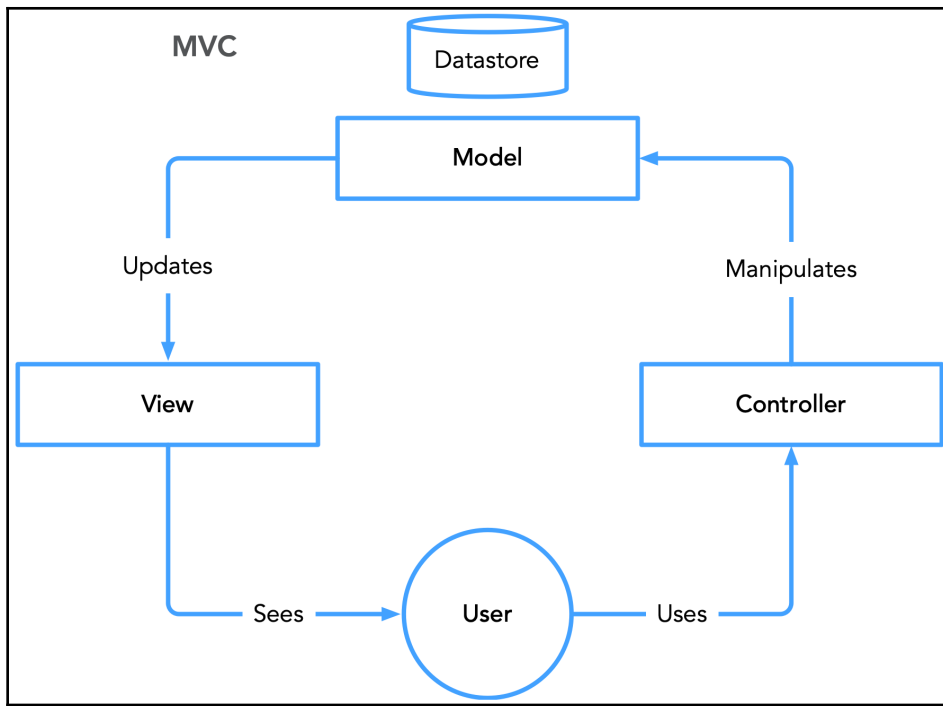 MVC
Datastore
Model
Updates
Manipulates
View
Controller
Sees
User
Uses